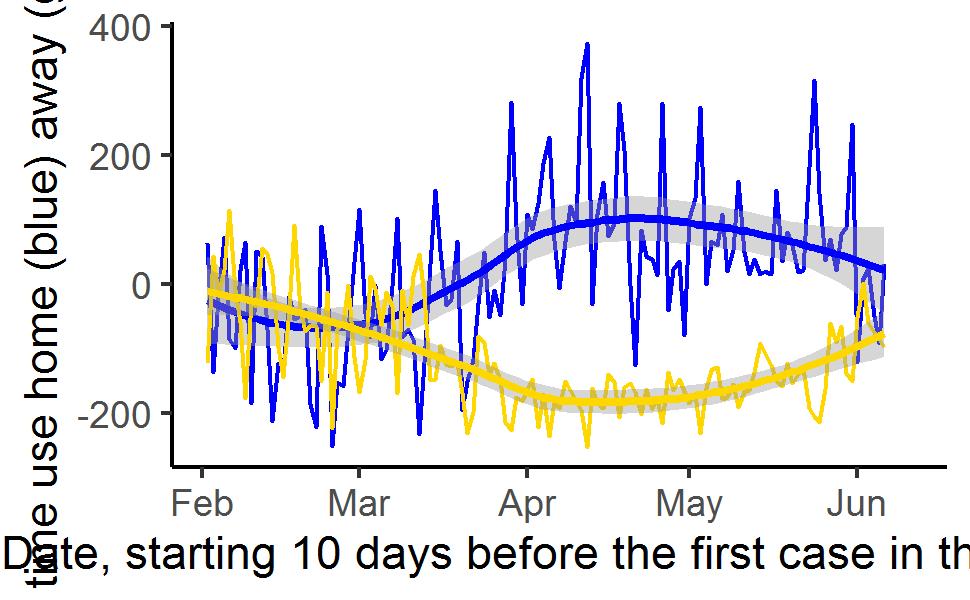 time use home (blue) away (
400
200
0
-200
Feb Mar Apr May Jun
Date, starting 10 days before the first case in th